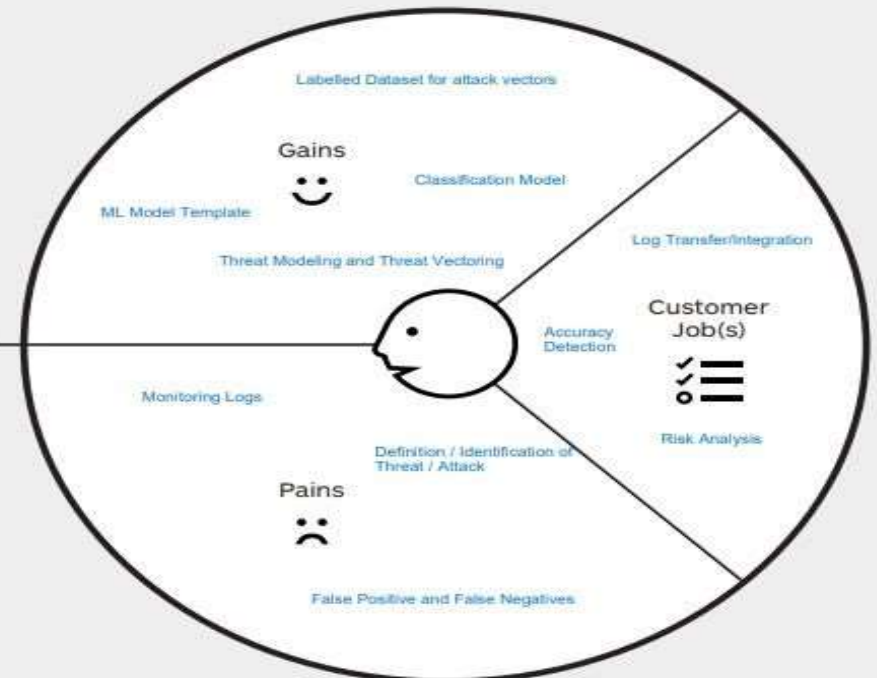 Labelled Dataset for attack vectors
Gains
Classification Model
ML Model Template
Threat Modeling and Threat Vectoring
Log Transfer/Integration
Customer
Job(s)
Accuracy
Detection
Risk Analysis
Monitoring Logs
Definition / Identification of
Threat / Attack
Pains
False Positive and False Negatives